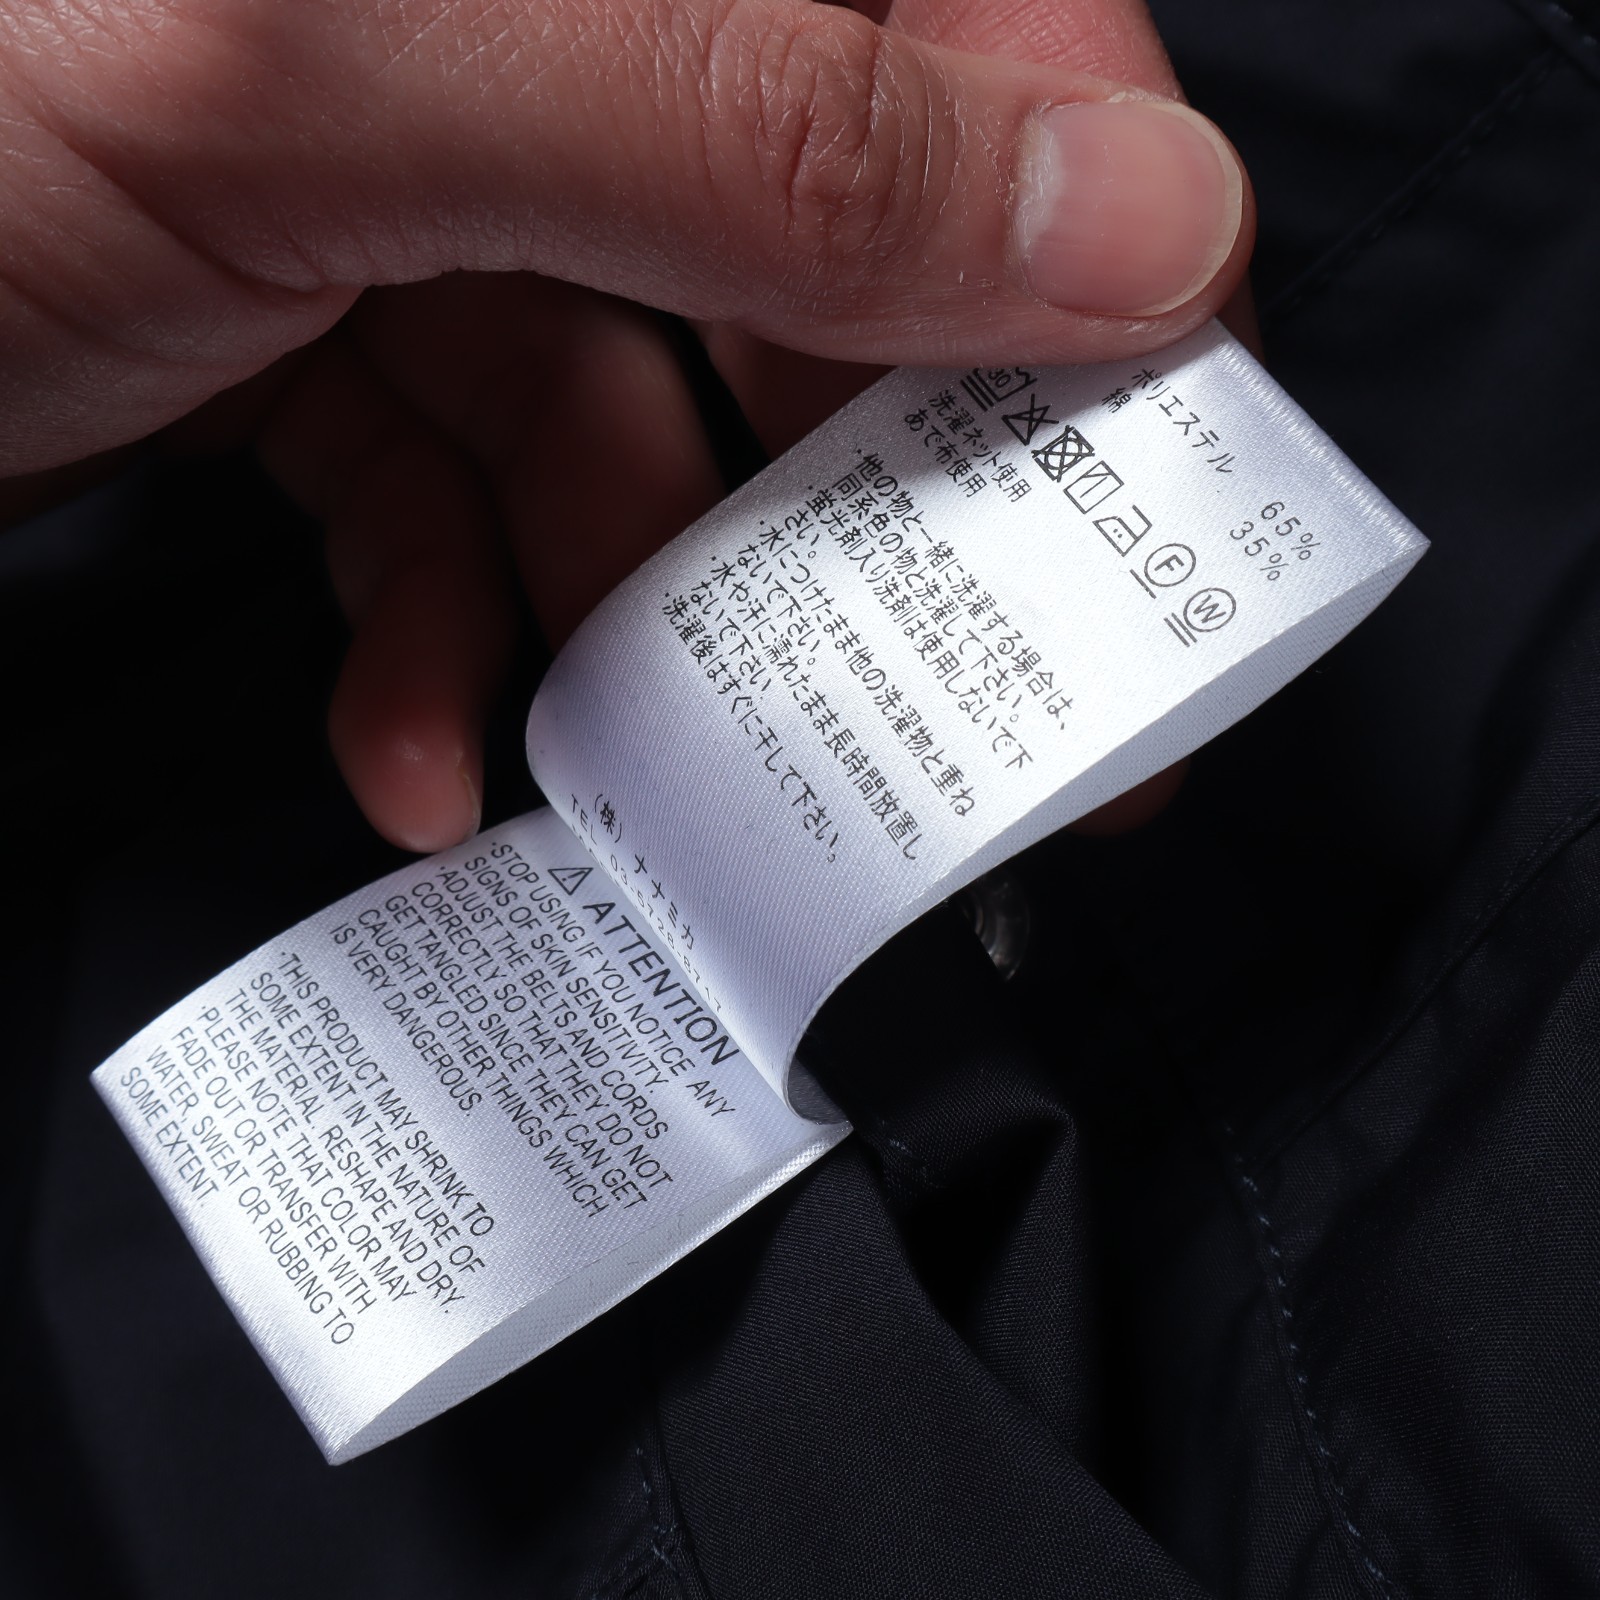 ポリエステル 65%
綿 35%
30
F
W
洗濯ネット使用
あて布使用
・他の物と一緒に洗濯する場合は、
同系色の物と洗濯して下さい。
・蛍光剤入り洗剤は使用しないで下
さい。
・水につけたまま他の洗濯物と重ね
ないで下さい。
・水や汗に濡れたまま長時間放置し
ないで下さい。
・洗濯後はすぐに干して下さい。
(株) ナナミカ
TEL 03-6728-
⚠ ATTENTION
・STOP USING IF YOU NOTICE ANY
SIGNS OF SKIN SENSITIVITY.
・ADJUST THE BELTS AND CORDS
CORRECTLY SO THAT THEY DO NOT
GET TANGLED SINCE THEY CAN GET
CAUGHT BY OTHER THINGS WHICH
IS VERY DANGEROUS.
・THIS PRODUCT MAY SHRINK TO
SOME EXTENT IN THE NATURE OF
THE MATERIAL. RESHAPE AND DRY.
・PLEASE NOTE THAT COLOR MAY
FADE OUT OR TRANSFER WITH
WATER, SWEAT OR RUBBING TO
SOME EXTENT.